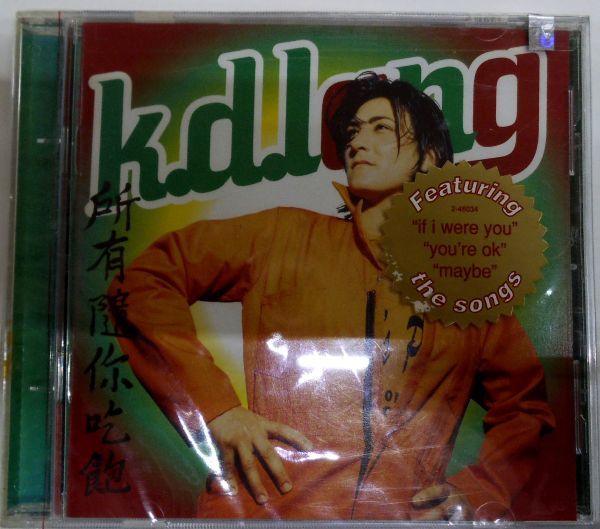 k.d.lang
所有隨你吃飽
Featuring
2-46034
"if i were you"
"you're ok"
"maybe"
the songs